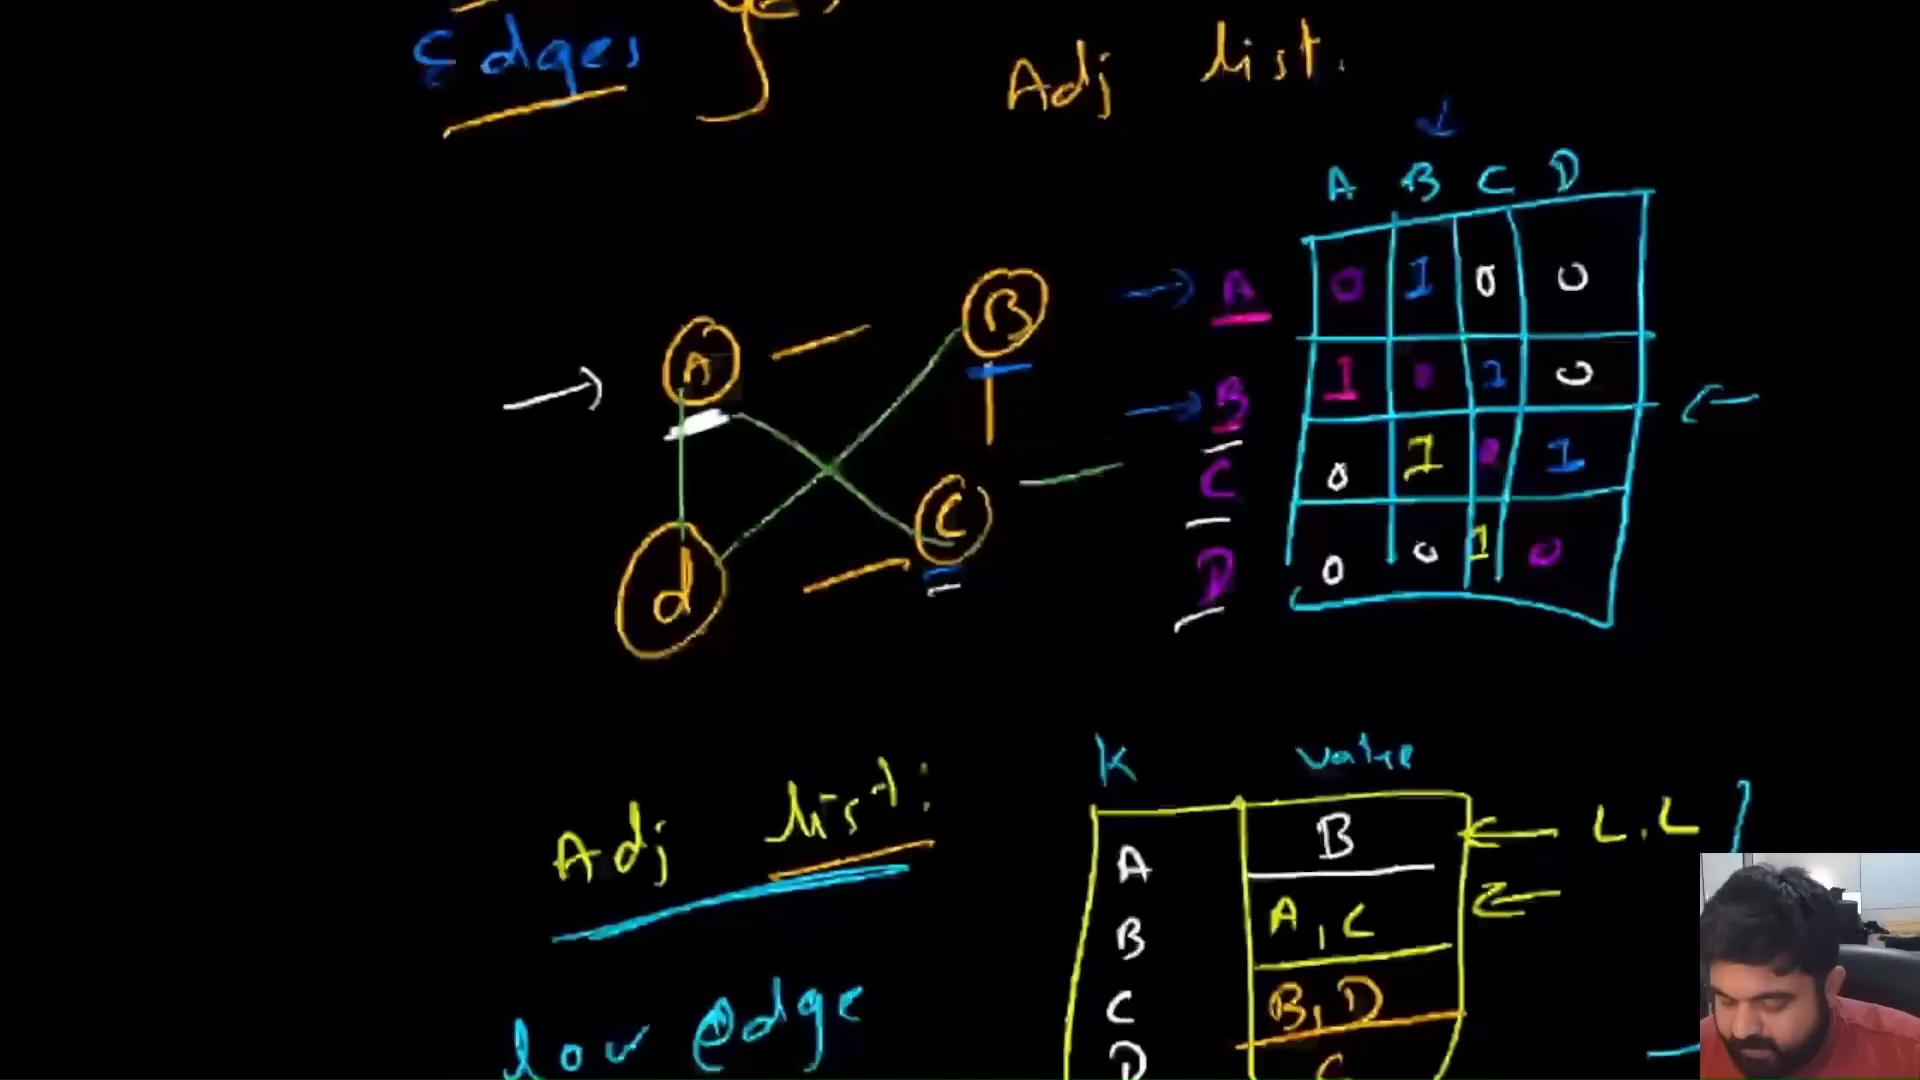 Edges
Adj list.
A B C D
A 0 1 0 0
B 1 0 1 0
C 0 1 0 1
D 0 0 1 0
A
B
C
d
Adj list:
K value
A B
B A, C
C B, D
D C
L.L
low edge